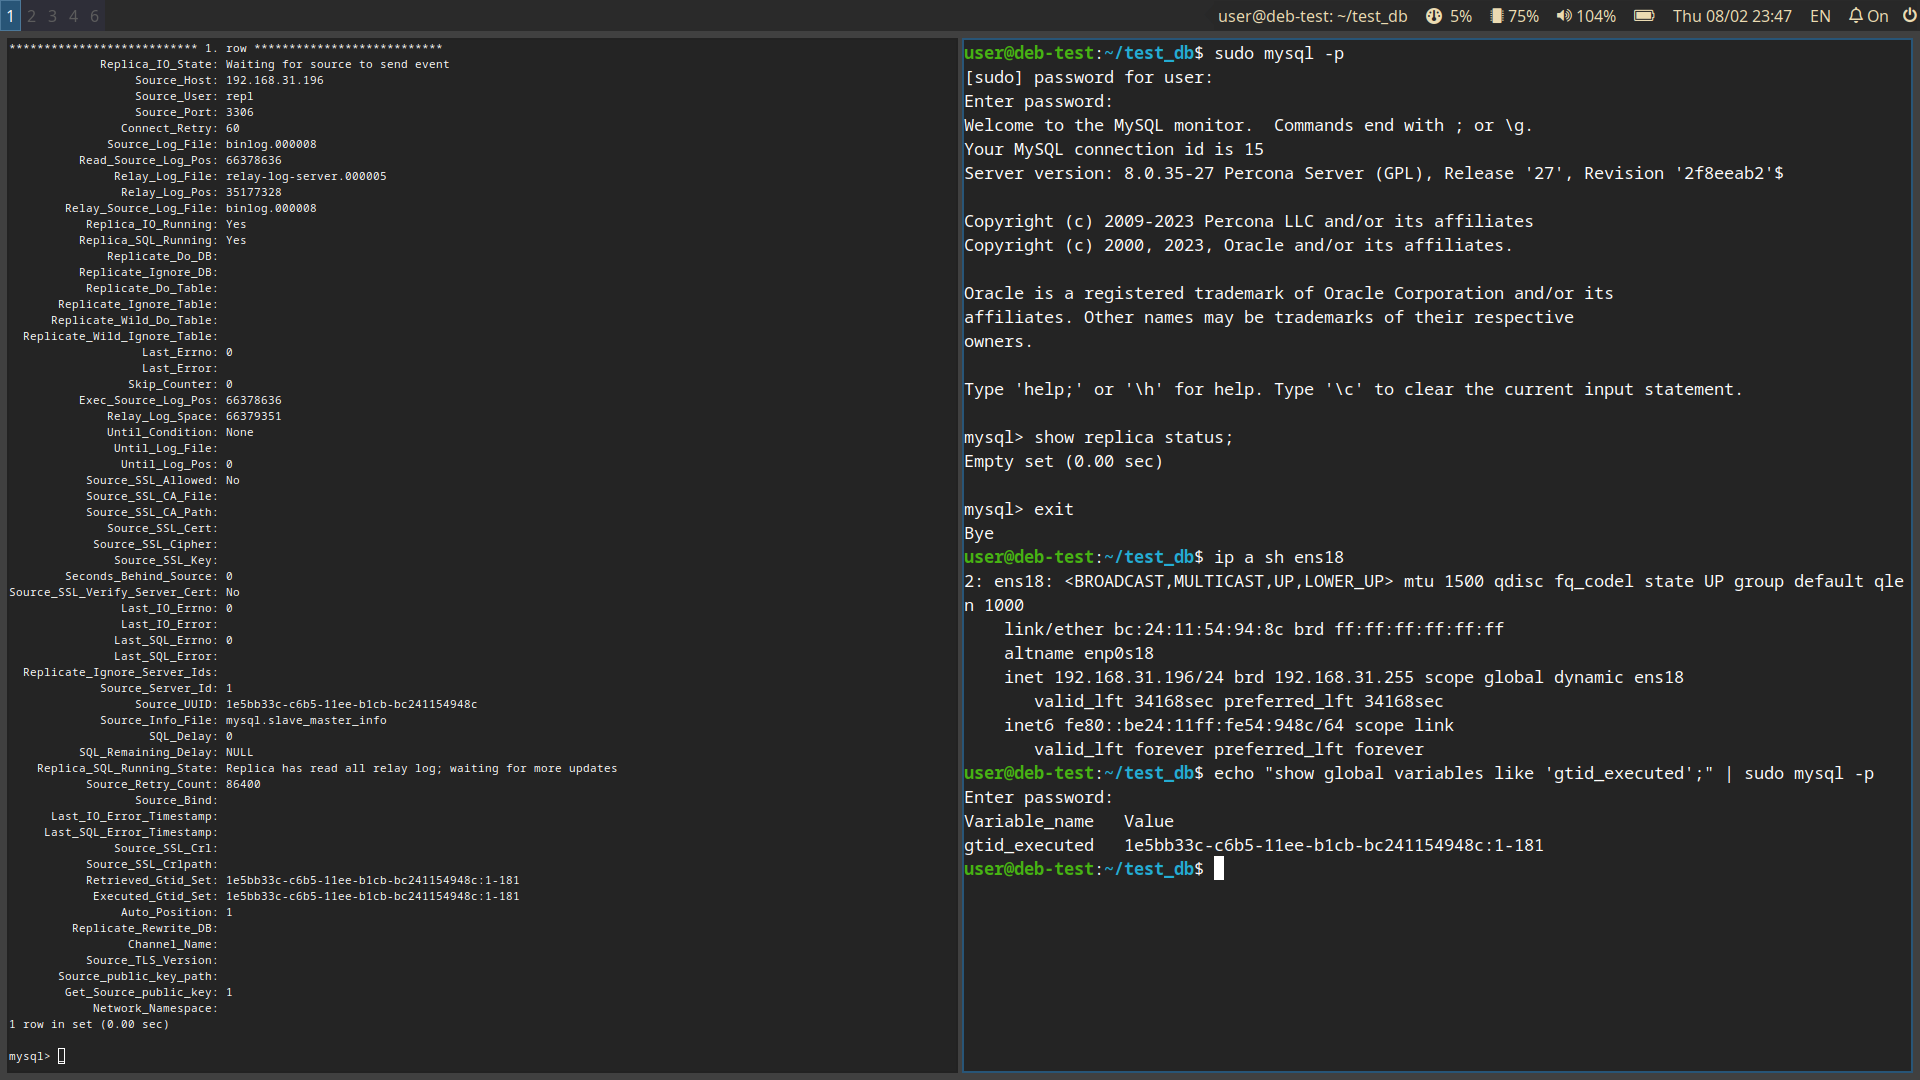 1 2 3 4 6
user@deb-test: ~/test_db 5% 75% 104% Thu 08/02 23:47 EN On
*************************** 1. row ***************************
Replica_IO_State: Waiting for source to send event
Source_Host: 192.168.31.196
Source_User: repl
Source_Port: 3306
Connect_Retry: 60
Source_Log_File: binlog.000008
Read_Source_Log_Pos: 66378636
Relay_Log_File: relay-log-server.000005
Relay_Log_Pos: 35177328
Relay_Source_Log_File: binlog.000008
Replica_IO_Running: Yes
Replica_SQL_Running: Yes
Replicate_Do_DB:
Replicate_Ignore_DB:
Replicate_Do_Table:
Replicate_Ignore_Table:
Replicate_Wild_Do_Table:
Replicate_Wild_Ignore_Table:
Last_Errno: 0
Last_Error:
Skip_Counter: 0
Exec_Source_Log_Pos: 66378636
Relay_Log_Space: 66379351
Until_Condition: None
Until_Log_File:
Until_Log_Pos: 0
Source_SSL_Allowed: No
Source_SSL_CA_File:
Source_SSL_CA_Path:
Source_SSL_Cert:
Source_SSL_Cipher:
Source_SSL_Key:
Seconds_Behind_Source: 0
Source_SSL_Verify_Server_Cert: No
Last_IO_Errno: 0
Last_IO_Error:
Last_SQL_Errno: 0
Last_SQL_Error:
Replicate_Ignore_Server_Ids:
Source_Server_Id: 1
Source_UUID: 1e5bb33c-c6b5-11ee-b1cb-bc241154948c
Source_Info_File: mysql.slave_master_info
SQL_Delay: 0
SQL_Remaining_Delay: NULL
Replica_SQL_Running_State: Replica has read all relay log; waiting for more updates
Source_Retry_Count: 86400
Source_Bind:
Last_IO_Error_Timestamp:
Last_SQL_Error_Timestamp:
Source_SSL_Crl:
Source_SSL_Crlpath:
Retrieved_Gtid_Set: 1e5bb33c-c6b5-11ee-b1cb-bc241154948c:1-181
Executed_Gtid_Set: 1e5bb33c-c6b5-11ee-b1cb-bc241154948c:1-181
Auto_Position: 1
Replicate_Rewrite_DB:
Channel_Name:
Source_TLS_Version:
Source_public_key_path:
Get_Source_public_key: 1
Network_Namespace:
1 row in set (0.00 sec)
mysql>
user@deb-test:~/test_db$ sudo mysql -p
[sudo] password for user:
Enter password:
Welcome to the MySQL monitor.  Commands end with ; or \g.
Your MySQL connection id is 15
Server version: 8.0.35-27 Percona Server (GPL), Release '27', Revision '2f8eeab2'$
Copyright (c) 2009-2023 Percona LLC and/or its affiliates
Copyright (c) 2000, 2023, Oracle and/or its affiliates.
Oracle is a registered trademark of Oracle Corporation and/or its
affiliates. Other names may be trademarks of their respective
owners.
Type 'help;' or '\h' for help. Type '\c' to clear the current input statement.
mysql> show replica status;
Empty set (0.00 sec)
mysql> exit
Bye
user@deb-test:~/test_db$ ip a sh ens18
2: ens18: <BROADCAST,MULTICAST,UP,LOWER_UP> mtu 1500 qdisc fq_codel state UP group default qle
n 1000
link/ether bc:24:11:54:94:8c brd ff:ff:ff:ff:ff:ff
altname enp0s18
inet 192.168.31.196/24 brd 192.168.31.255 scope global dynamic ens18
valid_lft 34168sec preferred_lft 34168sec
inet6 fe80::be24:11ff:fe54:948c/64 scope link
valid_lft forever preferred_lft forever
user@deb-test:~/test_db$ echo "show global variables like 'gtid_executed';" | sudo mysql -p
Enter password:
Variable_name   Value
gtid_executed   1e5bb33c-c6b5-11ee-b1cb-bc241154948c:1-181
user@deb-test:~/test_db$